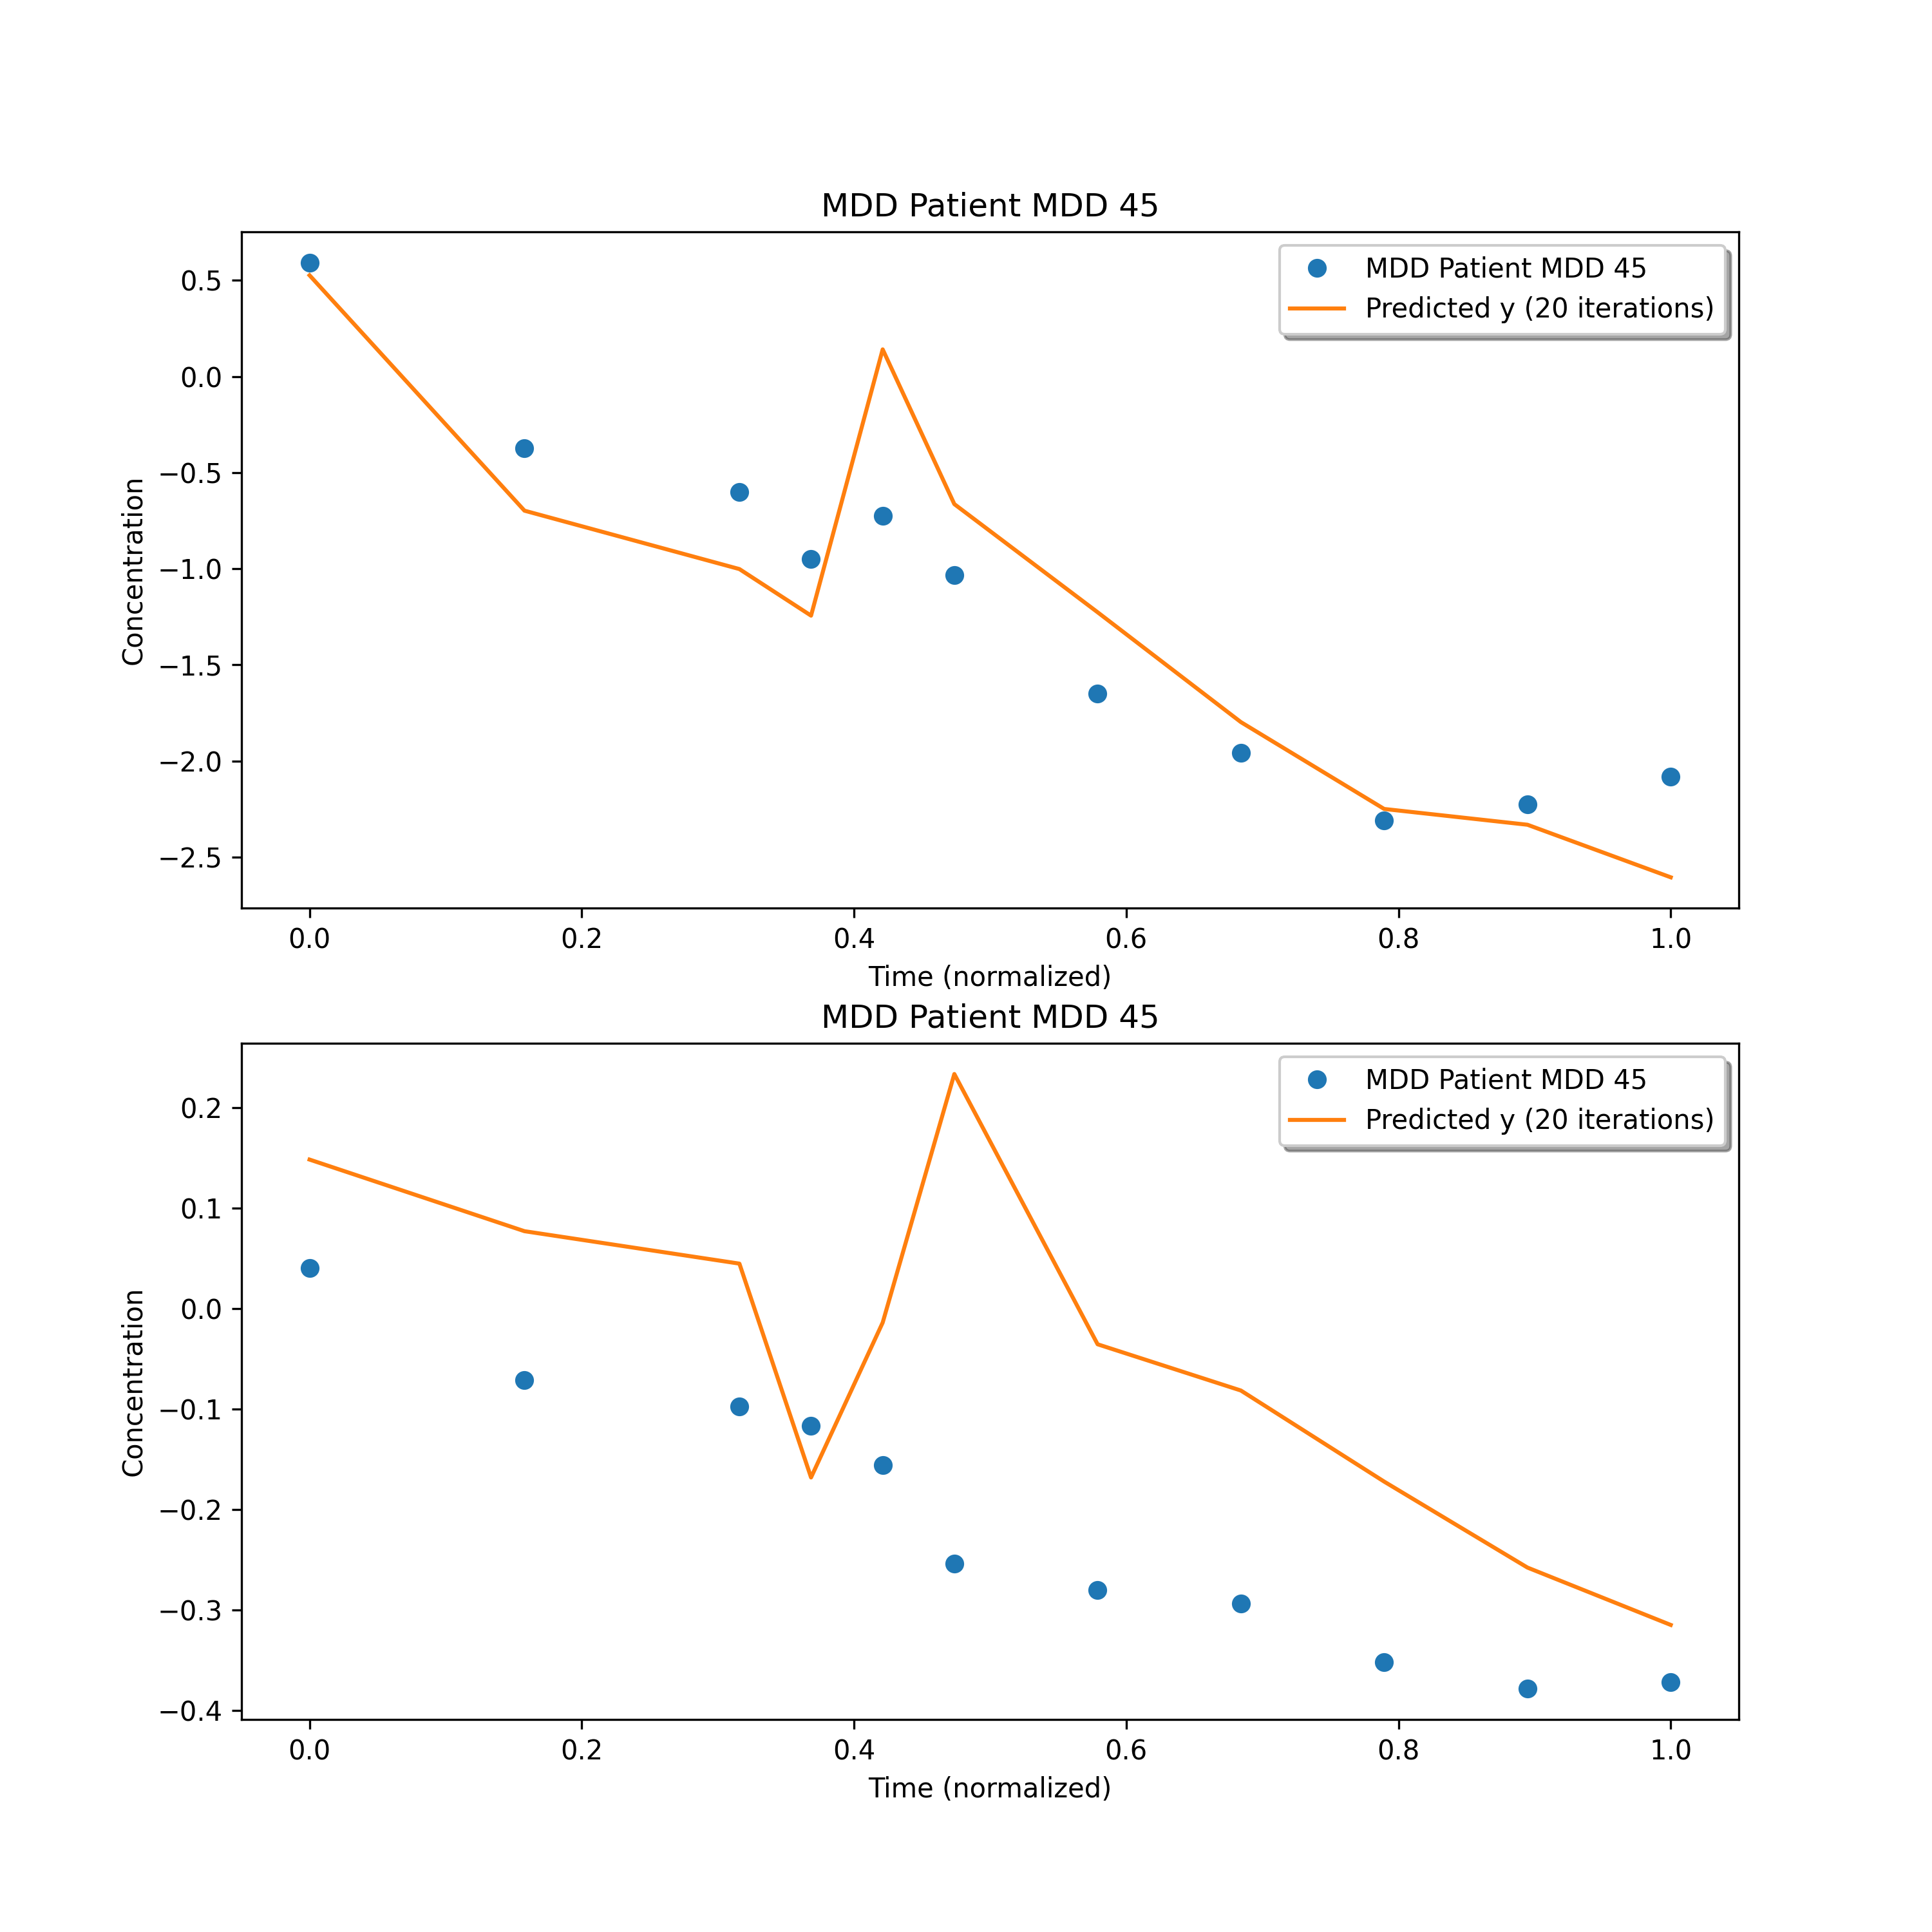 MDD Patient MDD 45
MDD Patient MDD 45
Predicted y (20 iterations)
0.5
0.0
−0.5
−1.0
−1.5
−2.0
−2.5
Concentration
0.0 0.2 0.4 0.6 0.8 1.0
Time (normalized)
MDD Patient MDD 45
MDD Patient MDD 45
Predicted y (20 iterations)
0.2
0.1
0.0
−0.1
−0.2
−0.3
−0.4
Concentration
0.0 0.2 0.4 0.6 0.8 1.0
Time (normalized)